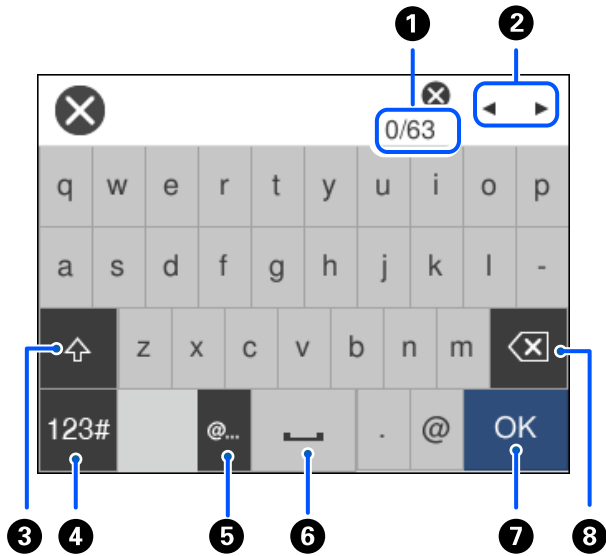 1 2
0/63
q w e r t y u i o p
a s d f g h j k l -
z x c v b n m
123# @... . @ OK
3 4 5 6 7 8